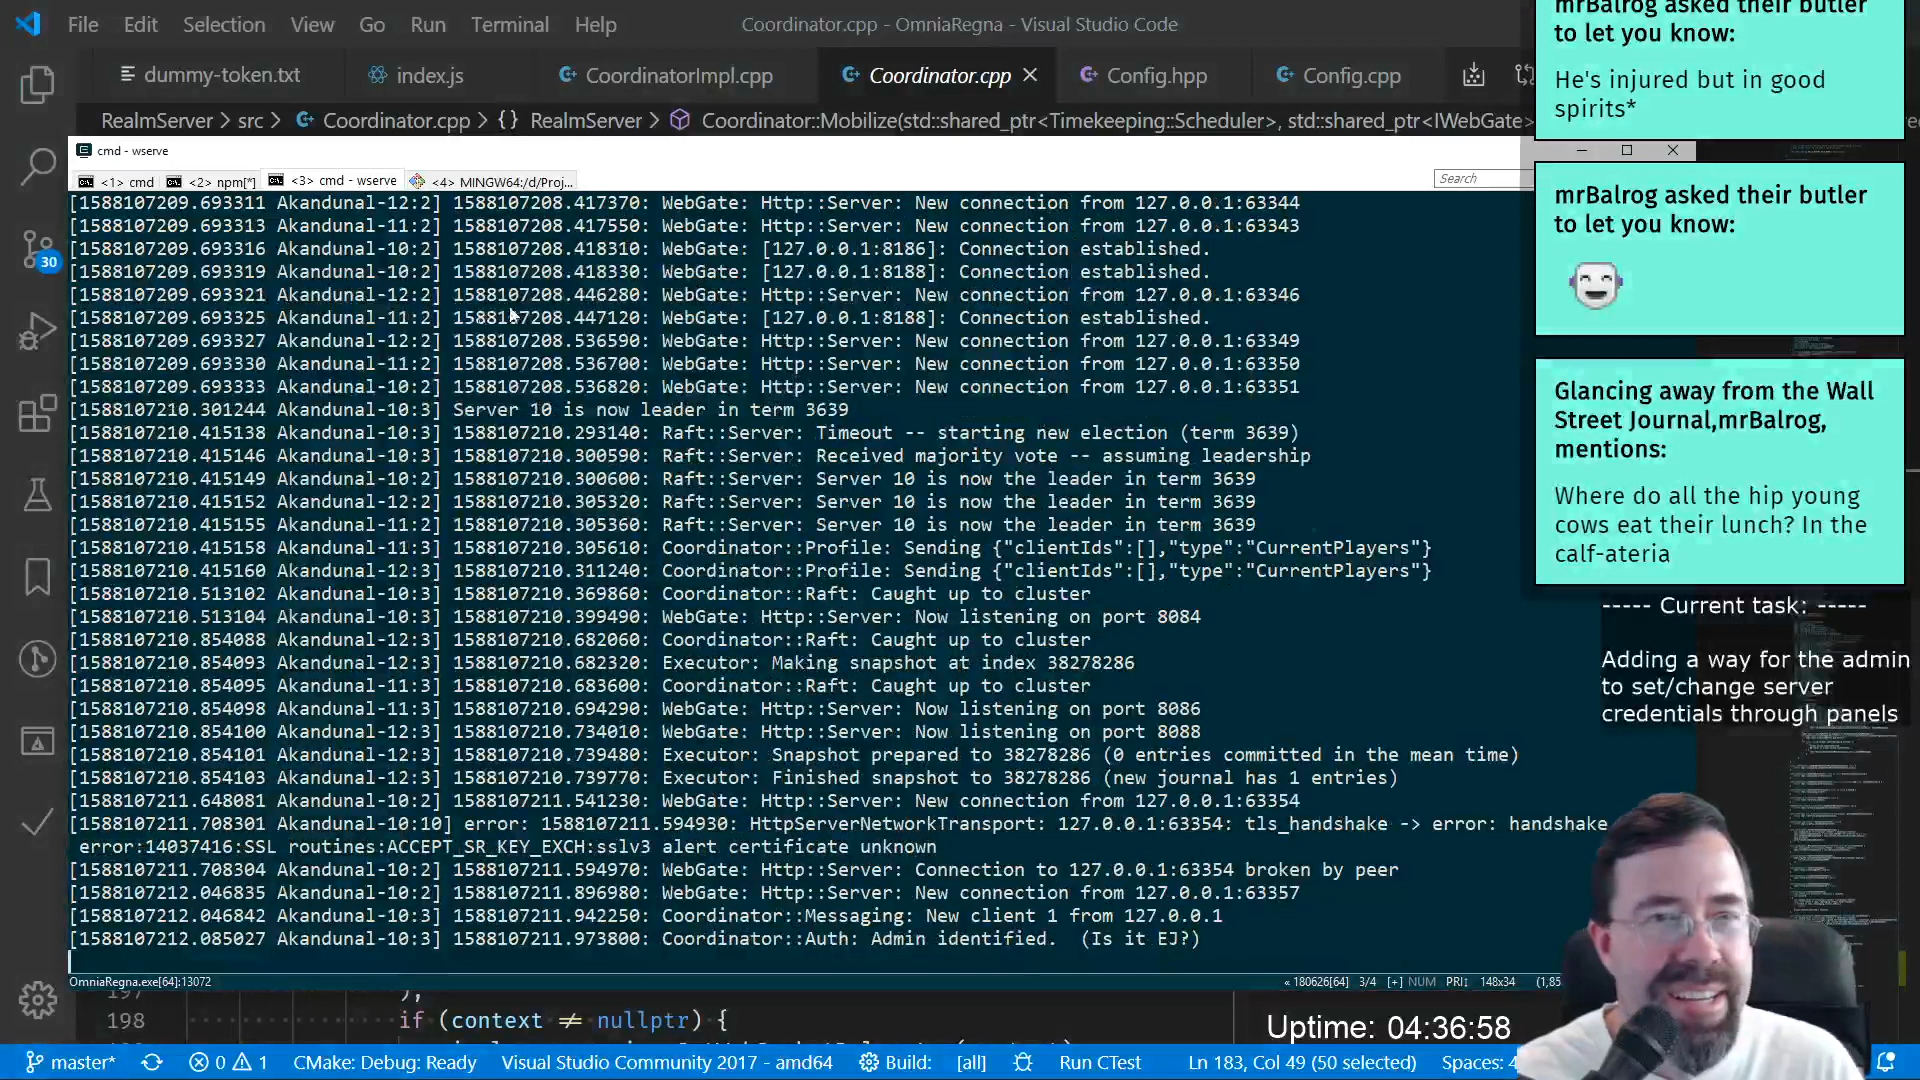 File Edit Selection View Go Run Terminal Help
Coordinator.cpp - OmniaRegna - Visual Studio Code
dummy-token.txt index.js CoordinatorImpl.cpp Coordinator.cpp Config.hpp Config.cpp
RealmServer > src > Coordinator.cpp > {} RealmServer > Coordinator::Mobilize(std::shared_ptr<Timekeeping::Scheduler>, std::shared_ptr<IWebGate>
cmd - wserve
<1> cmd <2> npm[*] <3> cmd - wserve <4> MINGW64:/d/Proj...
Search
[1588107209.693311 Akandunal-12:2] 1588107208.417370: WebGate: Http::Server: New connection from 127.0.0.1:63344
[1588107209.693313 Akandunal-11:2] 1588107208.417550: WebGate: Http::Server: New connection from 127.0.0.1:63343
[1588107209.693316 Akandunal-12:2] 1588107208.418310: WebGate: [127.0.0.1:8186]: Connection established.
[1588107209.693319 Akandunal-10:2] 1588107208.418330: WebGate: [127.0.0.1:8188]: Connection established.
[1588107209.693321 Akandunal-12:2] 1588107208.446280: WebGate: Http::Server: New connection from 127.0.0.1:63346
[1588107209.693325 Akandunal-11:2] 1588107208.447120: WebGate: [127.0.0.1:8188]: Connection established.
[1588107209.693327 Akandunal-12:2] 1588107208.536590: WebGate: Http::Server: New connection from 127.0.0.1:63349
[1588107209.693330 Akandunal-11:2] 1588107208.536700: WebGate: Http::Server: New connection from 127.0.0.1:63350
[1588107209.693333 Akandunal-10:2] 1588107208.536820: WebGate: Http::Server: New connection from 127.0.0.1:63351
[1588107210.301244 Akandunal-10:3] Server 10 is now leader in term 3639
[1588107210.415138 Akandunal-10:3] 1588107210.293140: Raft::Server: Timeout -- starting new election (term 3639)
[1588107210.415146 Akandunal-10:3] 1588107210.300590: Raft::Server: Received majority vote -- assuming leadership
[1588107210.415149 Akandunal-10:2] 1588107210.300600: Raft::Server: Server 10 is now the leader in term 3639
[1588107210.415152 Akandunal-12:2] 1588107210.305320: Raft::Server: Server 10 is now the leader in term 3639
[1588107210.415155 Akandunal-11:2] 1588107210.305360: Raft::Server: Server 10 is now the leader in term 3639
[1588107210.415158 Akandunal-11:3] 1588107210.305610: Coordinator::Profile: Sending {"clientIds":[],"type":"CurrentPlayers"}
[1588107210.415160 Akandunal-12:3] 1588107210.311240: Coordinator::Profile: Sending {"clientIds":[],"type":"CurrentPlayers"}
[1588107210.513102 Akandunal-10:3] 1588107210.369860: Coordinator::Raft: Caught up to cluster
[1588107210.513104 Akandunal-10:3] 1588107210.399490: WebGate: Http::Server: Now listening on port 8084
[1588107210.854088 Akandunal-12:3] 1588107210.682060: Coordinator::Raft: Caught up to cluster
[1588107210.854093 Akandunal-12:3] 1588107210.682320: Executor: Making snapshot at index 38278286
[1588107210.854095 Akandunal-11:3] 1588107210.683600: Coordinator::Raft: Caught up to cluster
[1588107210.854098 Akandunal-11:3] 1588107210.694290: WebGate: Http::Server: Now listening on port 8086
[1588107210.854100 Akandunal-12:3] 1588107210.734010: WebGate: Http::Server: Now listening on port 8088
[1588107210.854101 Akandunal-12:3] 1588107210.739480: Executor: Snapshot prepared to 38278286 (0 entries committed in the mean time)
[1588107210.854103 Akandunal-12:3] 1588107210.739770: Executor: Finished snapshot to 38278286 (new journal has 1 entries)
[1588107211.648081 Akandunal-10:2] 1588107211.541230: WebGate: Http::Server: New connection from 127.0.0.1:63354
[1588107211.708301 Akandunal-10:10] error: 1588107211.594930: HttpServerNetworkTransport: 127.0.0.1:63354: tls_handshake -> error: handshake
error:14037416:SSL routines:ACCEPT_SR_KEY_EXCH:sslv3 alert certificate unknown
[1588107211.708304 Akandunal-10:2] 1588107211.594970: WebGate: Http::Server: Connection to 127.0.0.1:63354 broken by peer
[1588107212.046835 Akandunal-10:2] 1588107211.896980: WebGate: Http::Server: New connection from 127.0.0.1:63357
[1588107212.046842 Akandunal-10:3] 1588107211.942250: Coordinator::Messaging: New client 1 from 127.0.0.1
[1588107212.085027 Akandunal-10:3] 1588107211.973800: Coordinator::Auth: Admin identified. (Is it EJ?)
OmniaRegna.exe[64]:13072
« 180626[64] 3/4 [+] NUM PRI↕ 148x34 (1,85
197 );
198 if (context ≠ nullptr) {
30
mrBalrog asked their butler
to let you know:
He's injured but in good
spirits*
mrBalrog asked their butler
to let you know:
Glancing away from the Wall
Street Journal,mrBalrog,
mentions:
Where do all the hip young
cows eat their lunch? In the
calf-ateria
----- Current task: -----
Adding a way for the admin
to set/change server
credentials through panels
Uptime: 04:36:58
master* 0 1 CMake: Debug: Ready Visual Studio Community 2017 - amd64 Build: [all] Run CTest Ln 183, Col 49 (50 selected) Spaces: 4